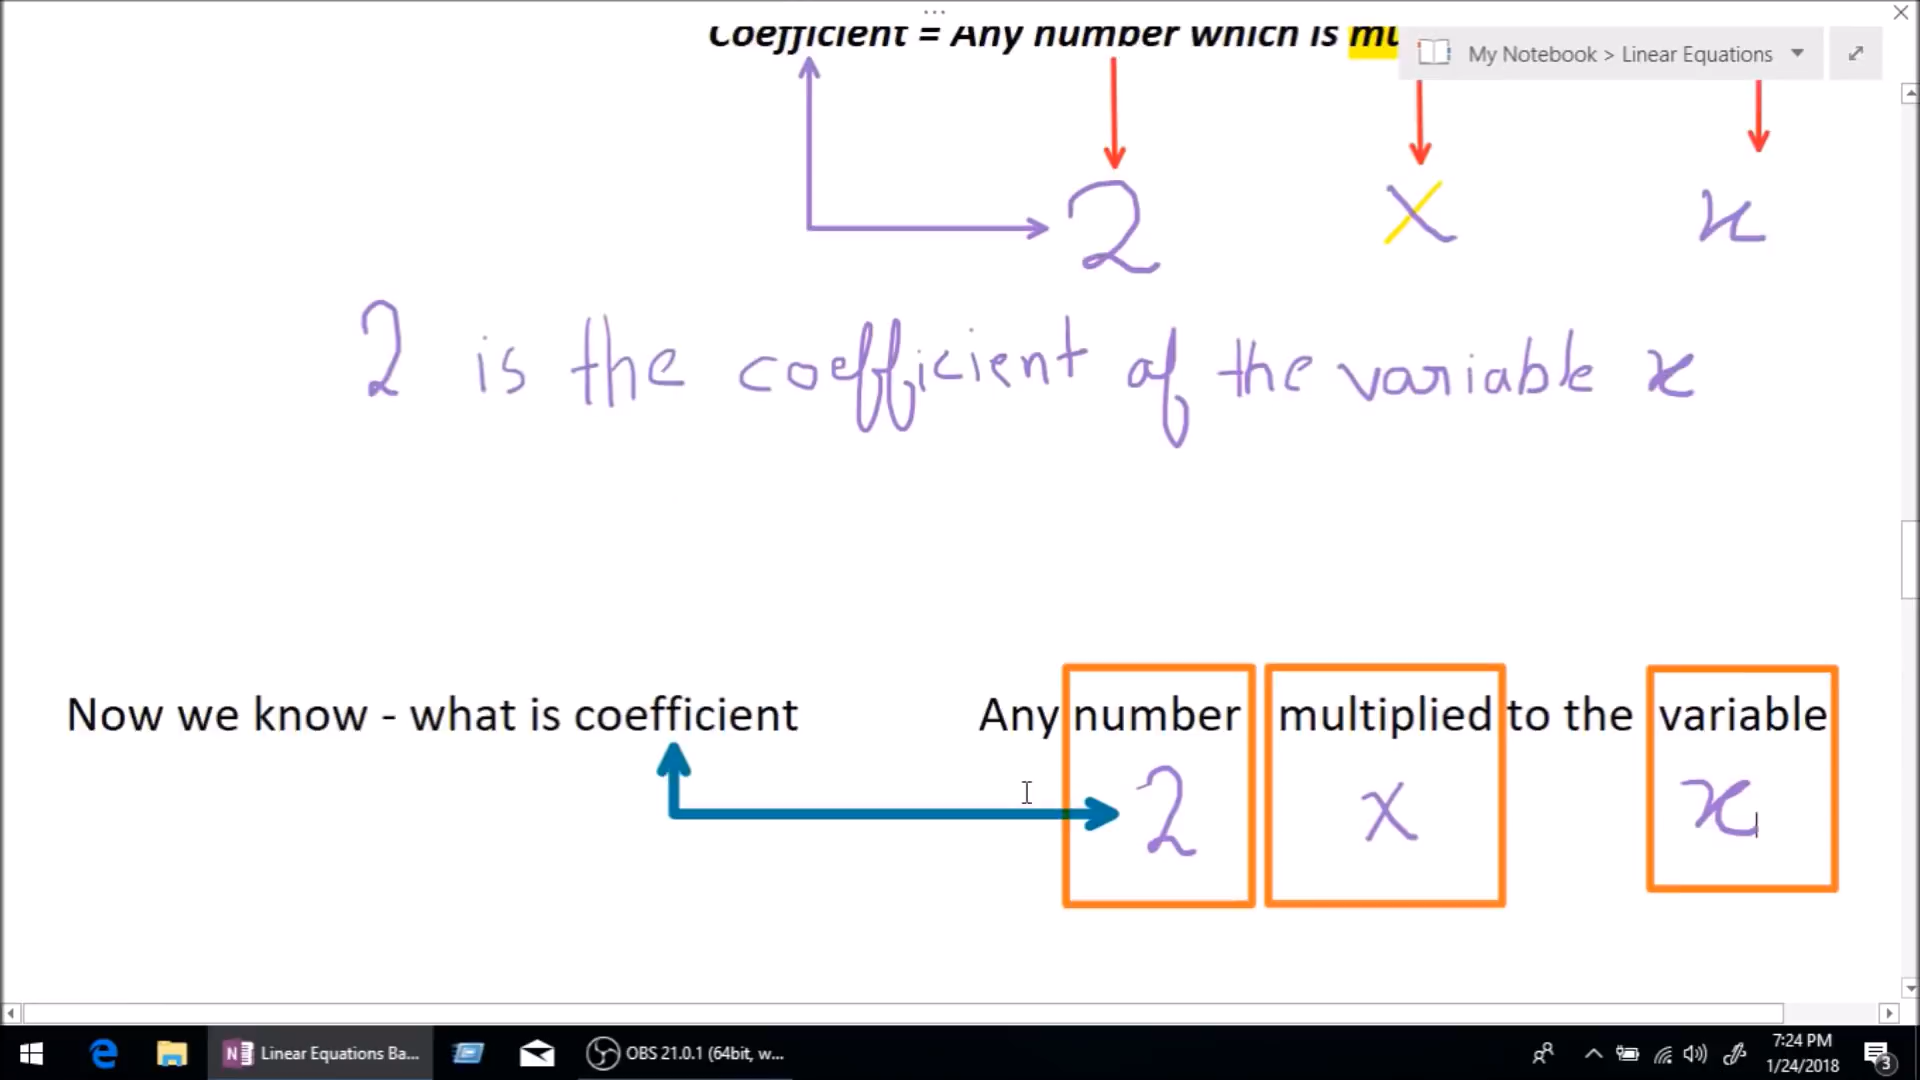 Coefficient = Any number which is mu
My Notebook > Linear Equations
2 × x
2 is the coefficient of the variable x
Now we know - what is coefficient Any number multiplied to the variable
2 × x
Linear Equations Ba...
OBS 21.0.1 (64bit, w...
7:24 PM
1/24/2018
3